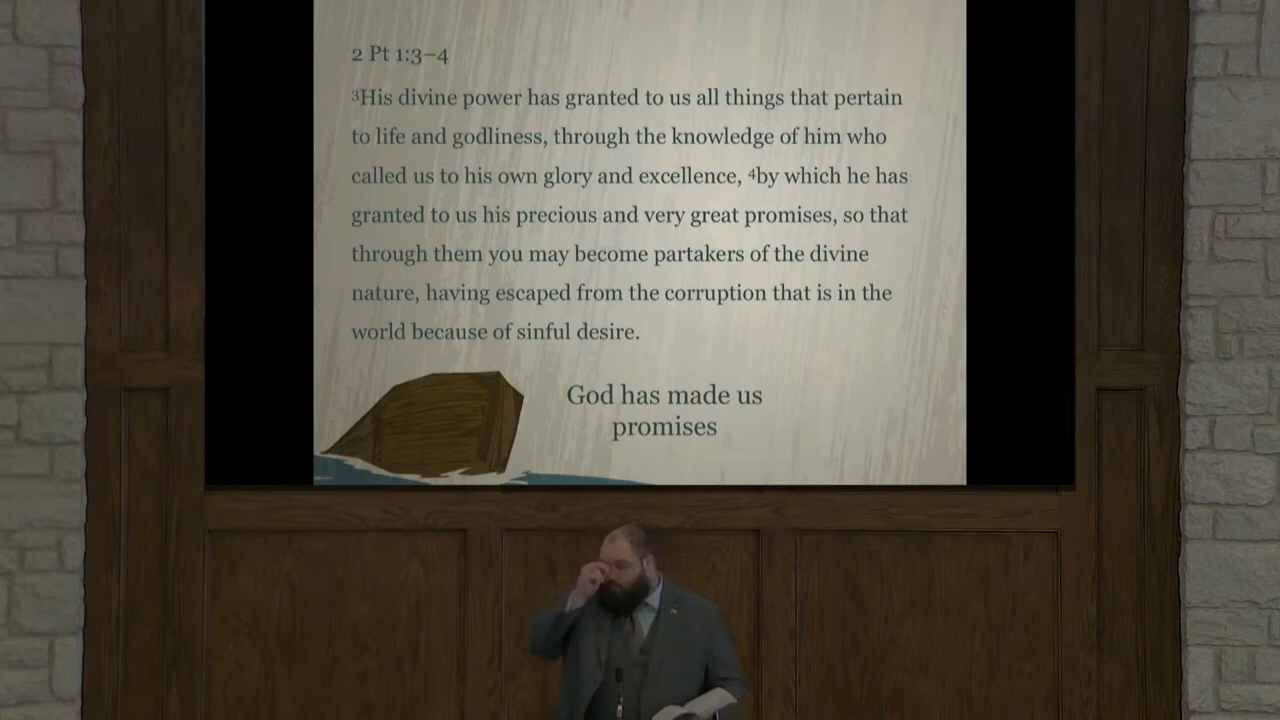 2 Pt 1:3–4
³His divine power has granted to us all things that pertain
to life and godliness, through the knowledge of him who
called us to his own glory and excellence, ⁴by which he has
granted to us his precious and very great promises, so that
through them you may become partakers of the divine
nature, having escaped from the corruption that is in the
world because of sinful desire.
God has made us
promises